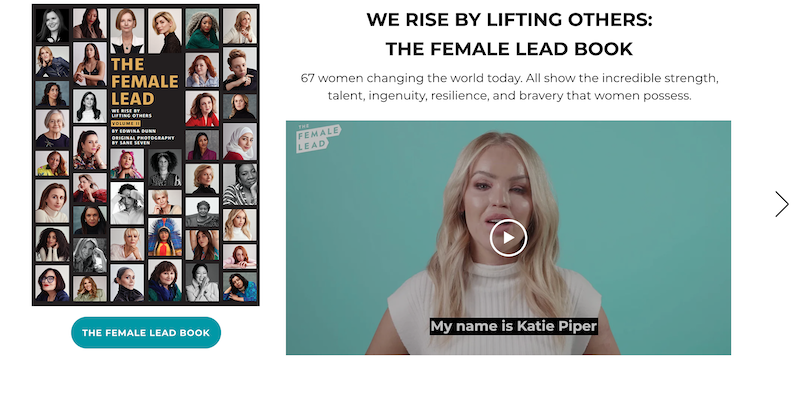 THE
FEMALE
LEAD
WE RISE BY
LIFTING OTHERS
VOLUME II
BY EDWINA DUNN
ORIGINAL PHOTOGRAPHY
BY SANE SEVEN
THE FEMALE LEAD BOOK
WE RISE BY LIFTING OTHERS:
THE FEMALE LEAD BOOK
67 women changing the world today. All show the incredible strength,
talent, ingenuity, resilience, and bravery that women possess.
THE
FEMALE
LEAD
My name is Katie Piper